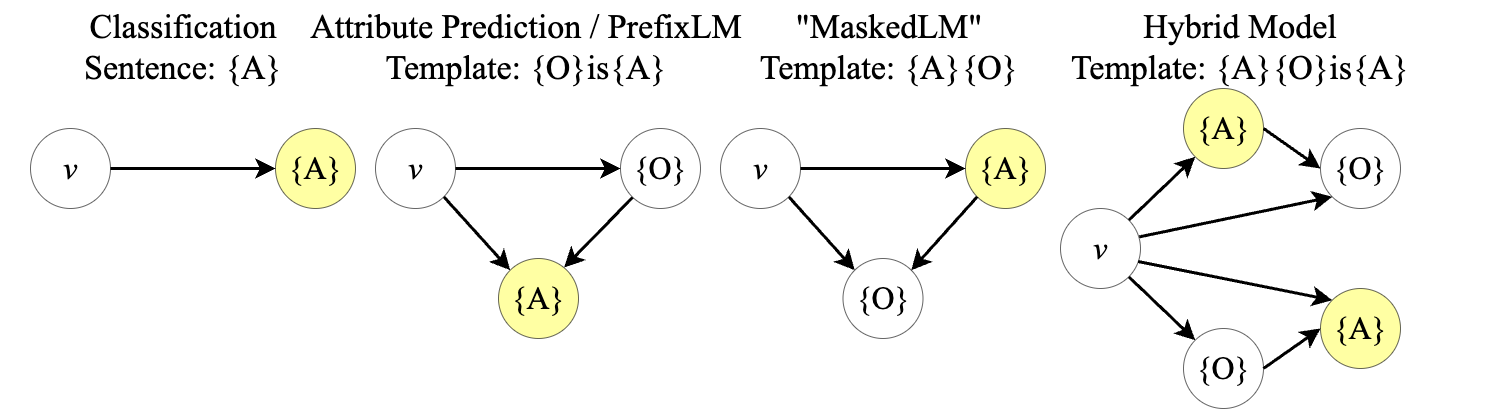 Classification
Sentence: {A}
v
{A}
Attribute Prediction / PrefixLM
Template: {O}is{A}
v
{O}
{A}
"MaskedLM"
Template: {A}{O}
v
{A}
{O}
Hybrid Model
Template: {A}{O}is{A}
{A}
{O}
v
{A}
{O}